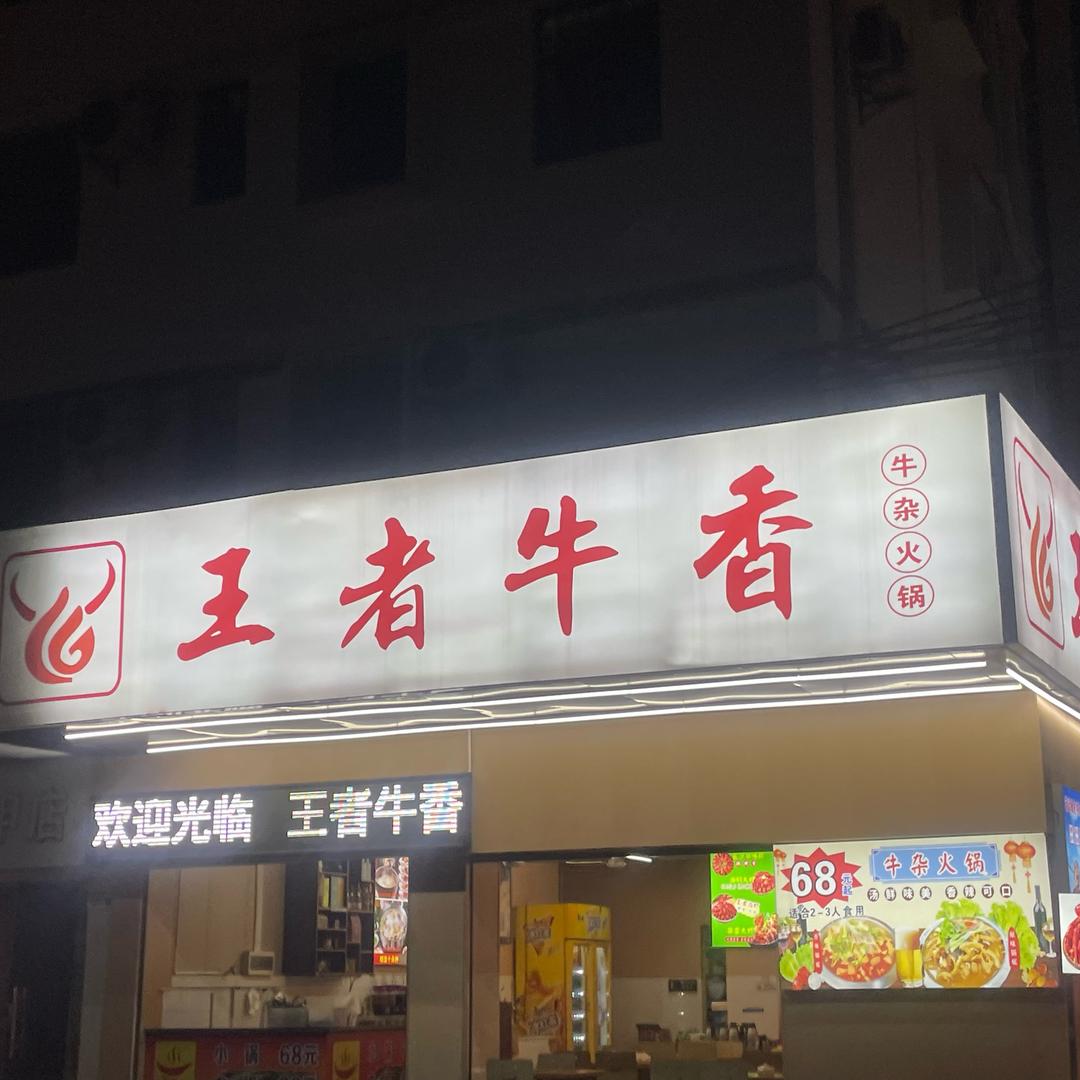 王者牛香
牛杂火锅
欢迎光临 王者牛香
68元起
适合2-3人食用
牛杂火锅
汤鲜味美 香辣可口
小锅 68元